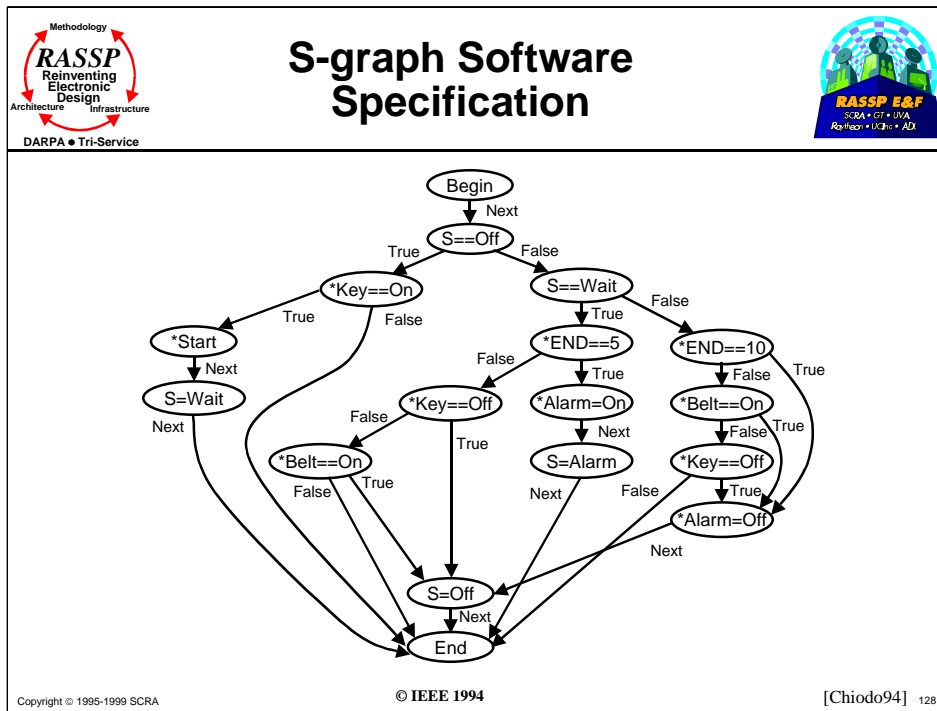 Methodology
RASSP
Reinventing
Electronic
Design
Architecture
Infrastructure
DARPA ● Tri-Service
S-graph Software
Specification
RASSP E&F
SCRA • GT • UVA
Raytheon • UCinc • ADL
Begin
Next
S==Off
True
False
*Key==On
S==Wait
True
False
True
False
*Start
*END==5
*END==10
Next
False
True
False
True
S=Wait
*Key==Off
*Alarm=On
*Belt==On
Next
False
True
Next
False
True
*Belt==On
S=Alarm
*Key==Off
False
True
Next
False
True
*Alarm=Off
Next
S=Off
Next
End
Copyright © 1995-1999 SCRA
© IEEE 1994
[Chiodo94] 128